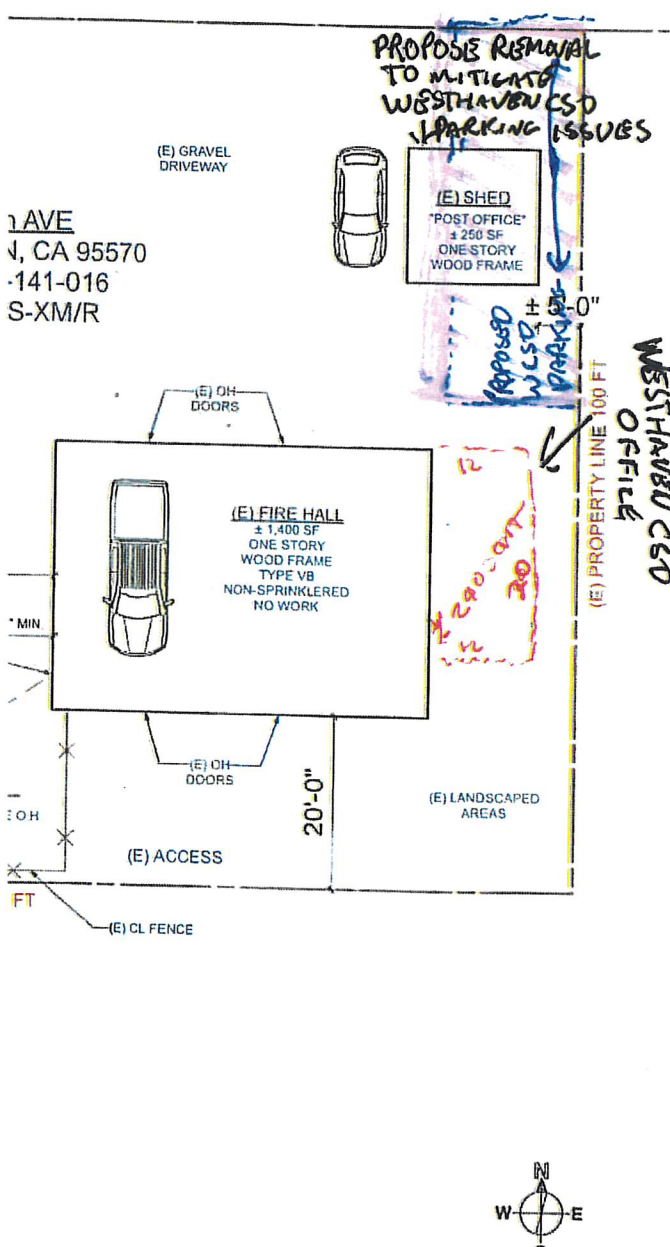 PROPOSE REMOVAL
TO MITIGATE
WESTHAVEN CSD
PARKING ISSUES
(E) GRAVEL
DRIVEWAY
(E) SHED
"POST OFFICE"
± 250 SF
ONE STORY
WOOD FRAME
AVE
N, CA 95570
-141-016
S-XM/R
± 5'-0"
PROPOSED
WCSD
PARKING
(E) PROPERTY LINE 100 FT
WESTHAVEN CSD
OFFICE
(E) OH
DOORS
(E) FIRE HALL
± 1,400 SF
ONE STORY
WOOD FRAME
TYPE VB
NON-SPRINKLERED
NO WORK
12
20
12
" MIN.
(E) OH
DOORS
20'-0"
(E) LANDSCAPED
AREAS
E OH
(E) ACCESS
FT
(E) CL FENCE
N
W
E